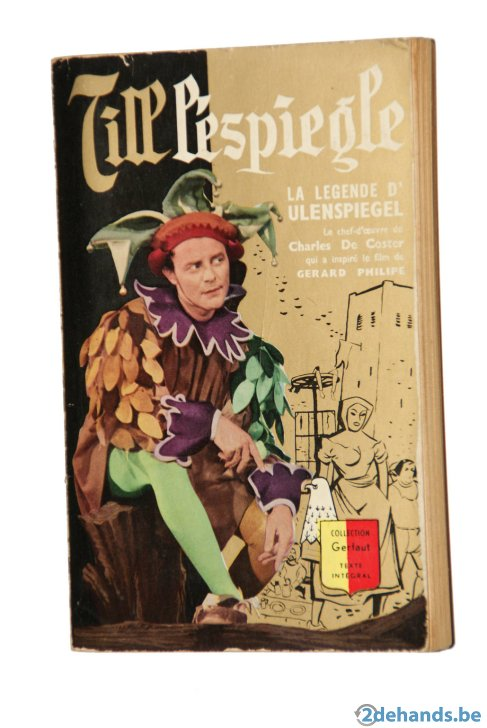 Till l'espiegle
LA LEGENDE D'
ULENSPIEGEL
Le chef-d'œuvre de
Charles De Coster
qui a inspiré le film de
GERARD PHILIPE
COLLECTION
Gerfaut
TEXTE
INTÉGRAL
2dehands.be